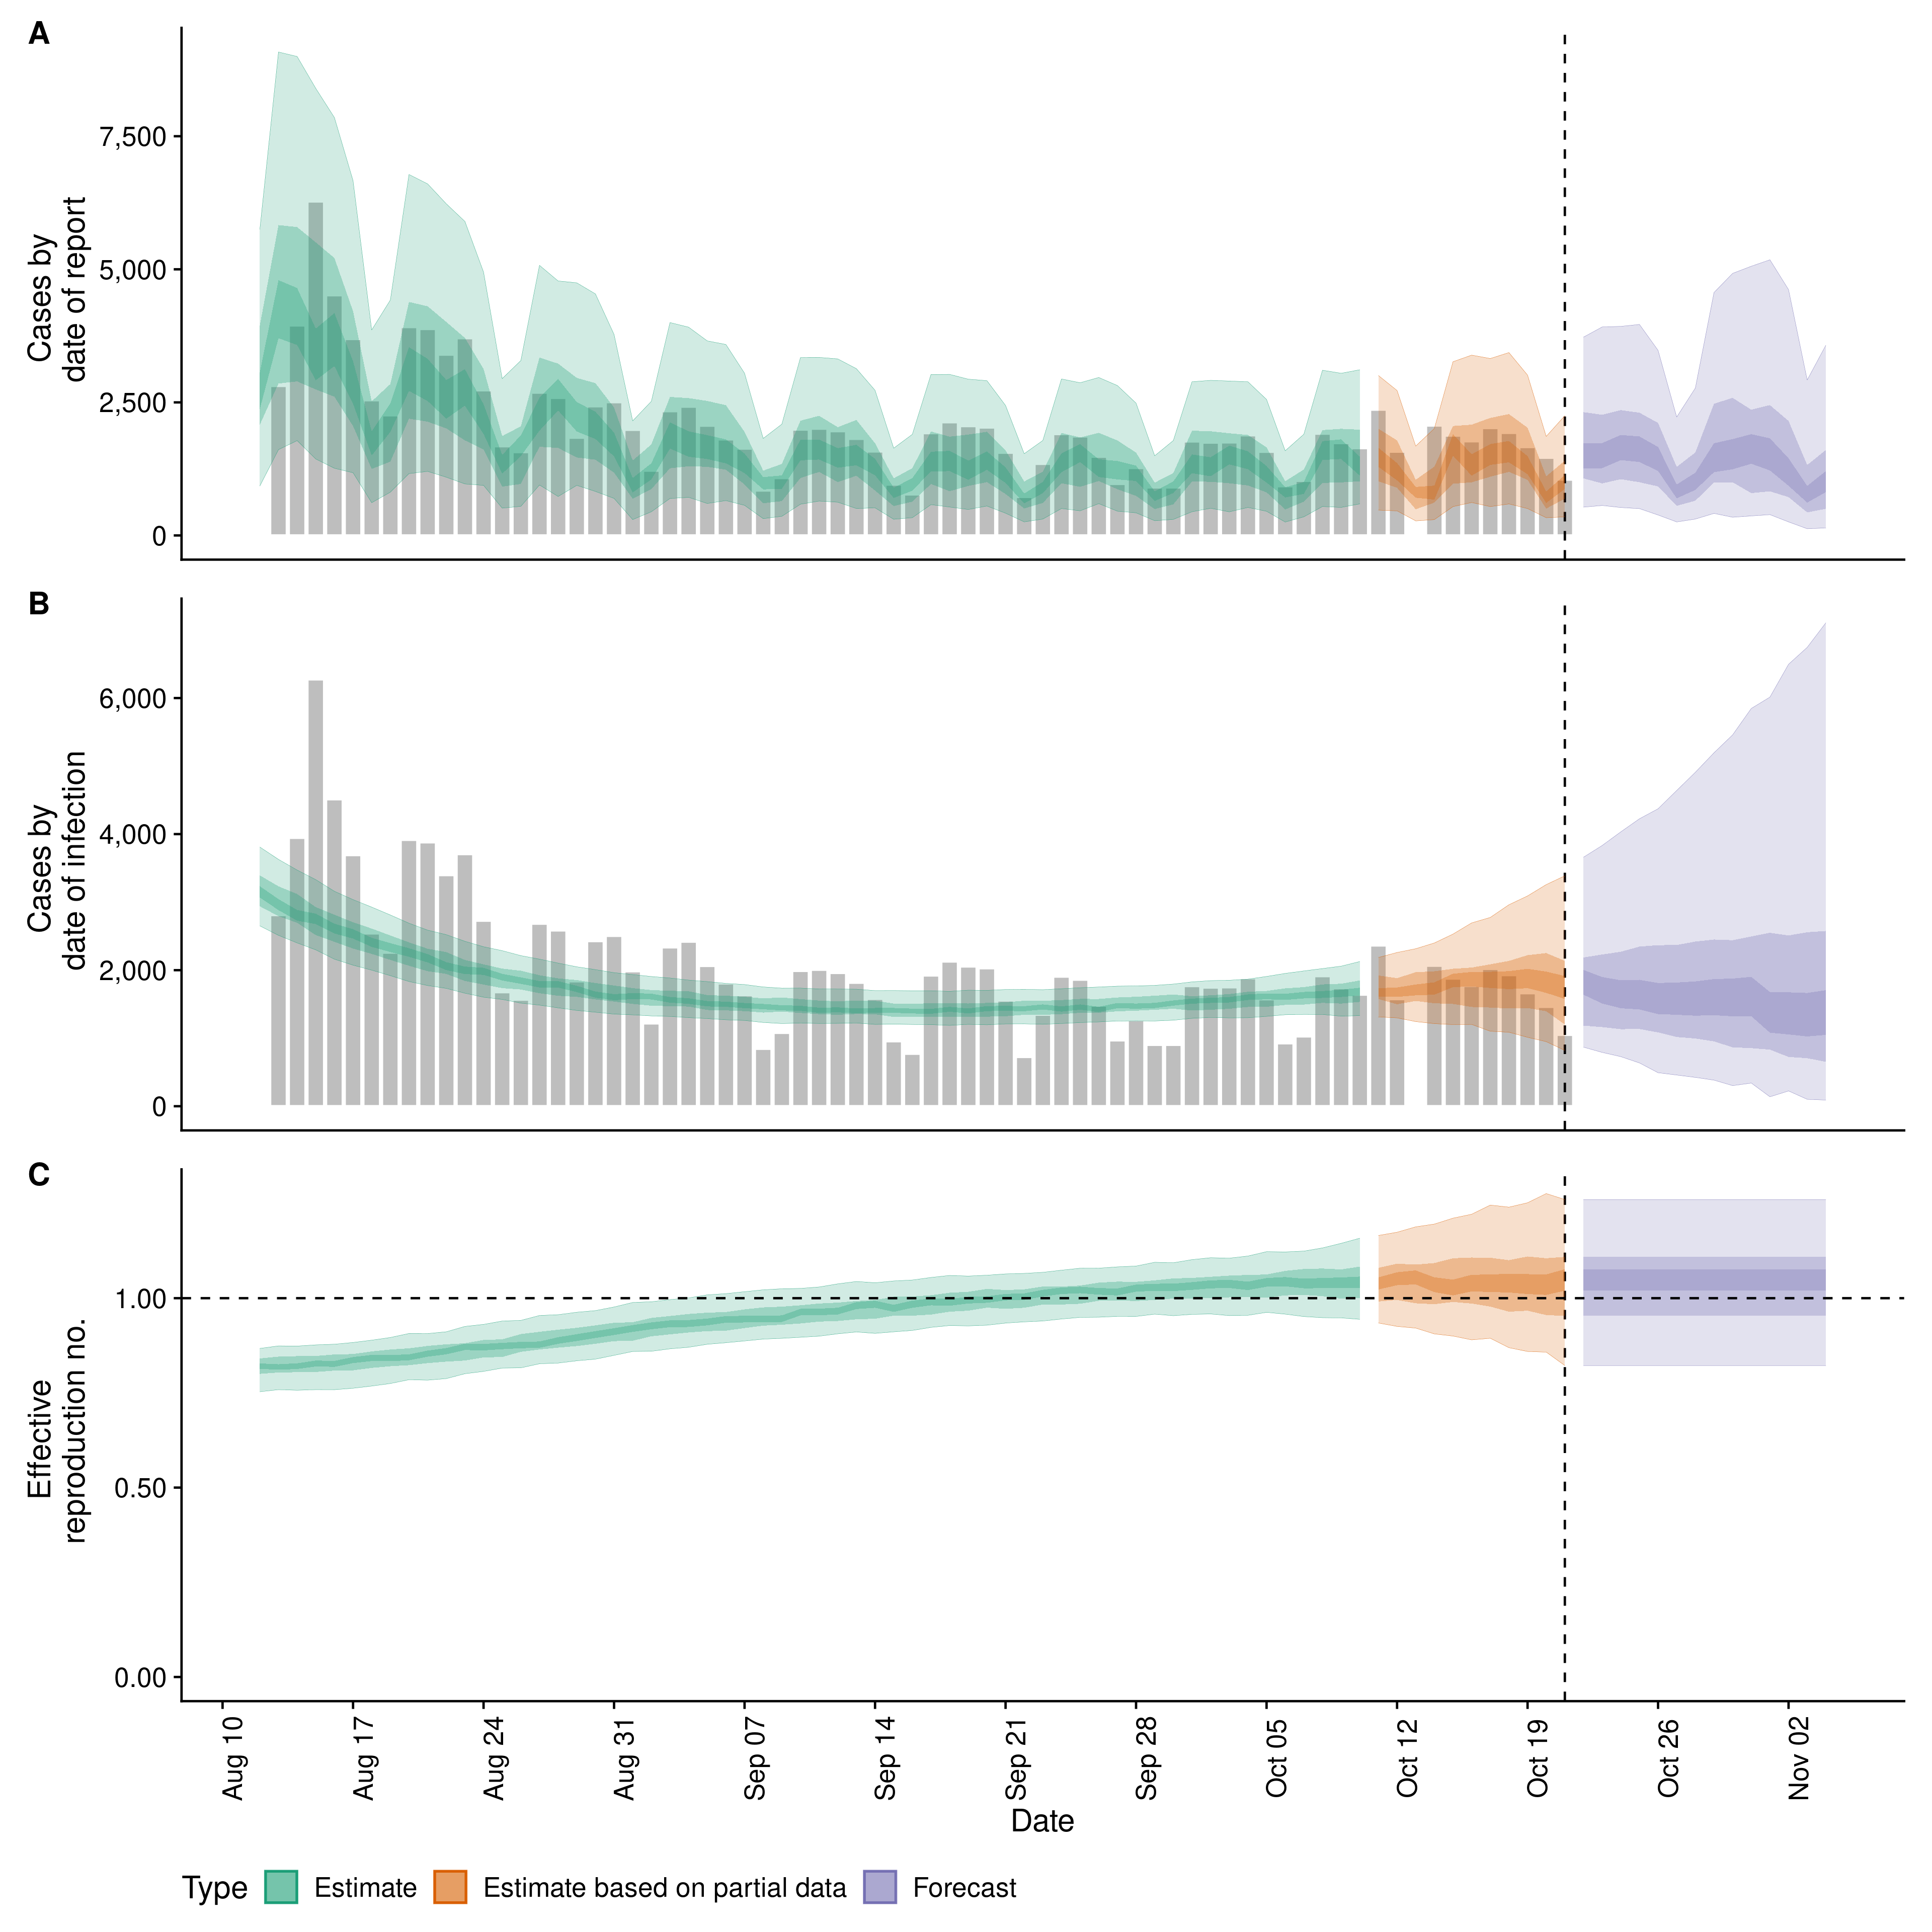 A
Cases by
date of report
7,500
5,000
2,500
0
B
Cases by
date of infection
6,000
4,000
2,000
0
C
Effective
reproduction no.
1.00
0.50
0.00
Aug 10
Aug 17
Aug 24
Aug 31
Sep 07
Sep 14
Sep 21
Sep 28
Oct 05
Oct 12
Oct 19
Oct 26
Nov 02
Date
Type Estimate Estimate based on partial data Forecast